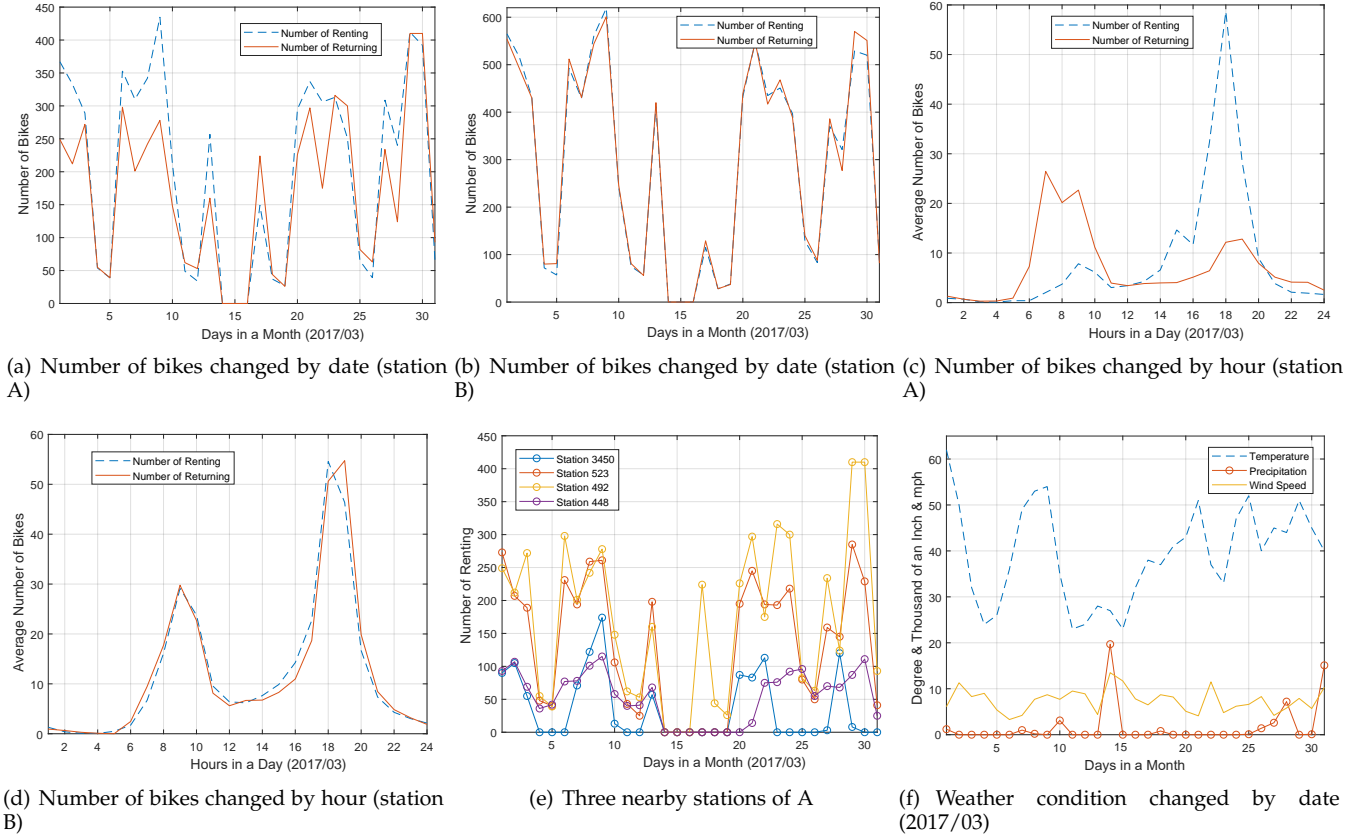 450
400
350
300
250
200
150
100
50
0
5
10
15
20
25
30
Number of Bikes
Days in a Month (2017/03)
Number of Renting
Number of Returning
(a) Number of bikes changed by date (station
A)
600
500
400
300
200
100
0
5
10
15
20
25
30
Number of Bikes
Days in a Month (2017/03)
Number of Renting
Number of Returning
(b) Number of bikes changed by date (station
B)
60
50
40
30
20
10
0
2
4
6
8
10
12
14
16
18
20
22
24
Average Number of Bikes
Hours in a Day (2017/03)
Number of Renting
Number of Returning
(c) Number of bikes changed by hour (station
A)
60
50
40
30
20
10
0
2
4
6
8
10
12
14
16
18
20
22
24
Average Number of Bikes
Hours in a Day (2017/03)
Number of Renting
Number of Returning
(d) Number of bikes changed by hour (station
B)
450
400
350
300
250
200
150
100
50
0
5
10
15
20
25
30
Number of Renting
Days in a Month (2017/03)
Station 3450
Station 523
Station 492
Station 448
(e) Three nearby stations of A
60
50
40
30
20
10
0
5
10
15
20
25
30
Degree & Thousand of an Inch & mph
Days in a Month
Temperature
Precipitation
Wind Speed
(f) Weather condition changed by date
(2017/03)